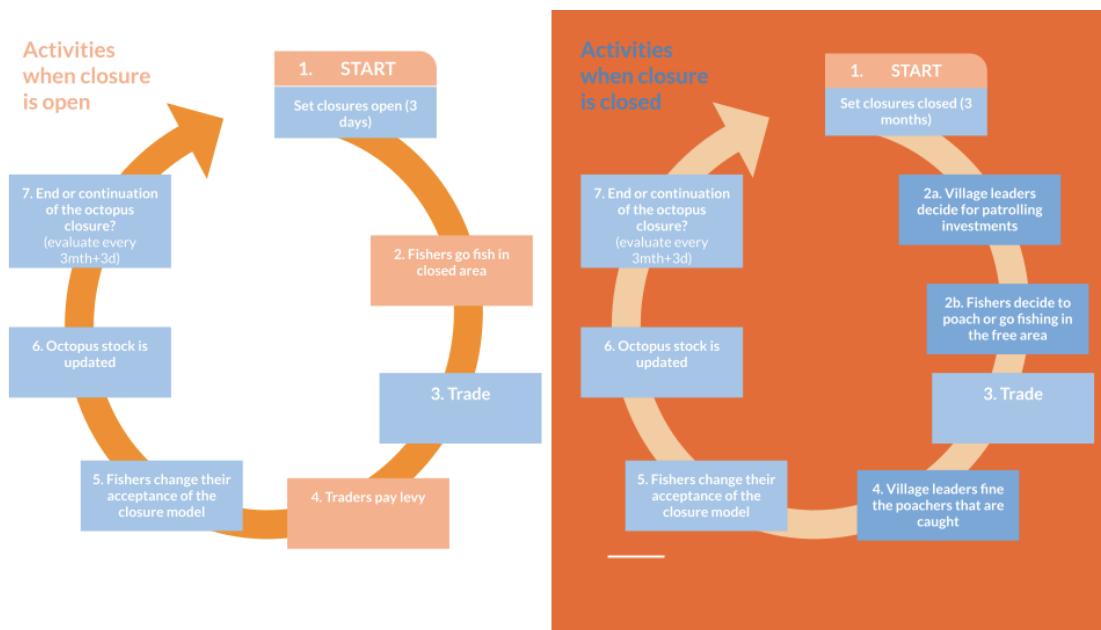 Activities
when closure
is open
1. START
Set closures open (3
days)
2. Fishers go fish in
closed area
3. Trade
4. Traders pay levy
5. Fishers change their
acceptance of the
closure model
6. Octopus stock is
updated
7. End or continuation
of the octopus
closure?
(evaluate every
3mth+3d)
Activities
when closure
is closed
1. START
Set closures closed (3
months)
2a. Village leaders
decide for patrolling
investments
2b. Fishers decide to
poach or go fishing in
the free area
3. Trade
4. Village leaders fine
the poachers that are
caught
5. Fishers change their
acceptance of the
closure model
6. Octopus stock is
updated
7. End or continuation
of the octopus
closure?
(evaluate every
3mth+3d)